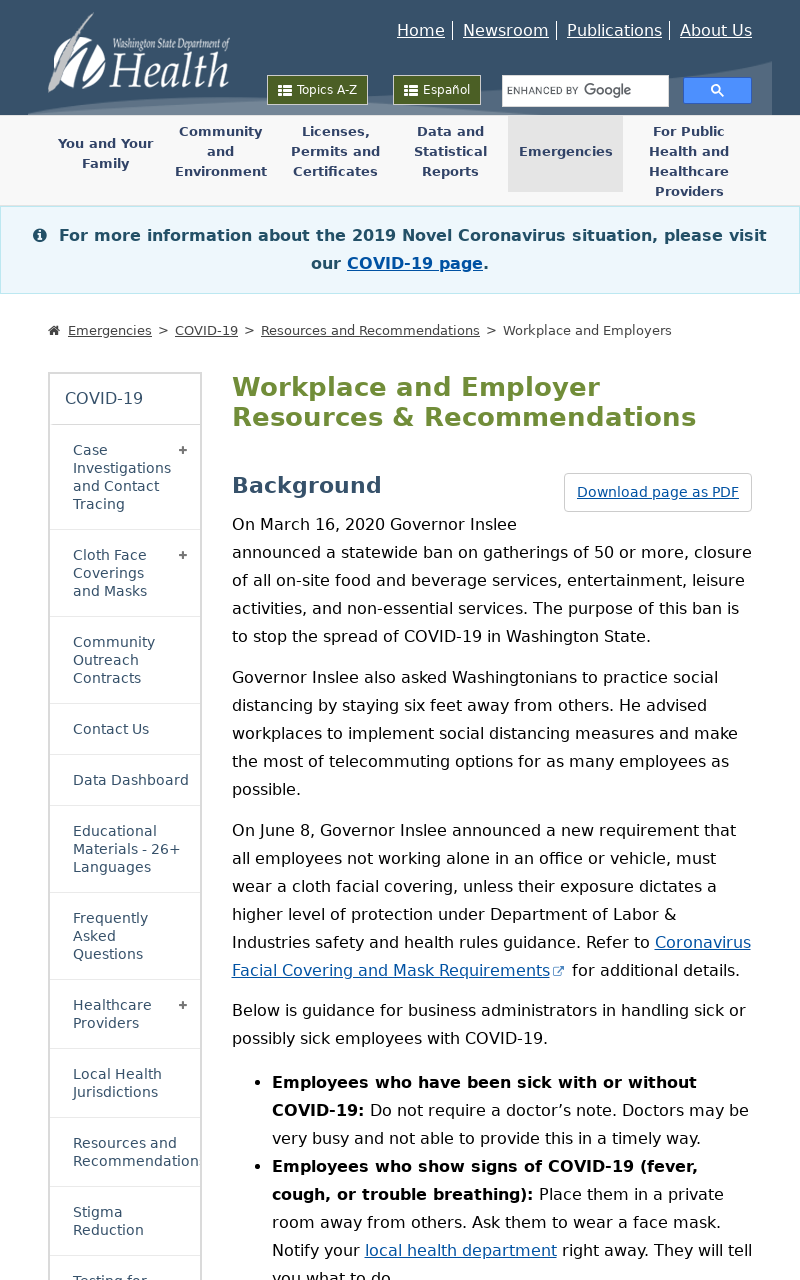 Home
Newsroom
Publications
About Us
Washington State Department of
Health
Topics A-Z
Español
ENHANCED BY Google
You and Your
Family
Community
and
Environment
Licenses,
Permits and
Certificates
Data and
Statistical
Reports
Emergencies
For Public
Health and
Healthcare
Providers
For more information about the 2019 Novel Coronavirus situation, please visit
our COVID-19 page.
Emergencies > COVID-19 > Resources and Recommendations > Workplace and Employers
COVID-19
Case
Investigations
and Contact
Tracing
Cloth Face
Coverings
and Masks
Community
Outreach
Contracts
Contact Us
Data Dashboard
Educational
Materials - 26+
Languages
Frequently
Asked
Questions
Healthcare
Providers
Local Health
Jurisdictions
Resources and
Recommendation
Stigma
Reduction
Testing for
Workplace and Employer
Resources & Recommendations
Background
Download page as PDF
On March 16, 2020 Governor Inslee
announced a statewide ban on gatherings of 50 or more, closure
of all on-site food and beverage services, entertainment, leisure
activities, and non-essential services. The purpose of this ban is
to stop the spread of COVID-19 in Washington State.
Governor Inslee also asked Washingtonians to practice social
distancing by staying six feet away from others. He advised
workplaces to implement social distancing measures and make
the most of telecommuting options for as many employees as
possible.
On June 8, Governor Inslee announced a new requirement that
all employees not working alone in an office or vehicle, must
wear a cloth facial covering, unless their exposure dictates a
higher level of protection under Department of Labor &
Industries safety and health rules guidance. Refer to Coronavirus
Facial Covering and Mask Requirements for additional details.
Below is guidance for business administrators in handling sick or
possibly sick employees with COVID-19.
• Employees who have been sick with or without
COVID-19: Do not require a doctor’s note. Doctors may be
very busy and not able to provide this in a timely way.
• Employees who show signs of COVID-19 (fever,
cough, or trouble breathing): Place them in a private
room away from others. Ask them to wear a face mask.
Notify your local health department right away. They will tell
you what to do.